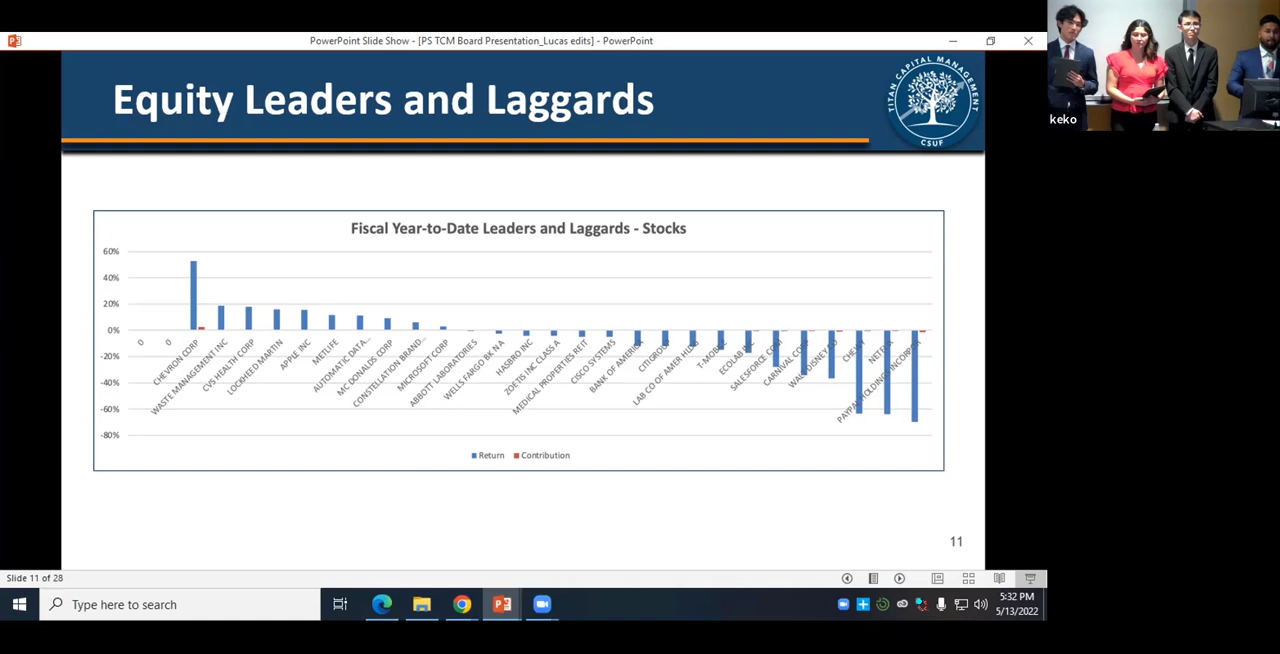 PowerPoint Slide Show - [PS TCM Board Presentation_Lucas edits] - PowerPoint
Equity Leaders and Laggards
TITAN CAPITAL MANAGEMENT
CSUF
keko
Fiscal Year-to-Date Leaders and Laggards - Stocks
60%
40%
20%
0%
-20%
-40%
-60%
-80%
0
0
CHEVRON CORP
WASTE MANAGEMENT INC
CVS HEALTH CORP
LOCKHEED MARTIN
APPLE INC
METLIFE
AUTOMATIC DATA...
MC DONALDS CORP
CONSTELLATION BRAND...
MICROSOFT CORP
ABBOTT LABORATORIES
WELLS FARGO BK N A
HASBRO INC
ZOETIS INC CLASS A
MEDICAL PROPERTIES REIT
CISCO SYSTEMS
BANK OF AMERICA
CITIGROUP
LAB CO OF AMER HLDG
T-MOBILE
ECOLAB INC
SALESFORCE COM
CARNIVAL CORP
WALT DISNEY CO
CHEWY
NETFLIX
PAYPAL HOLDINGS INCORPOR
Return
Contribution
11
Slide 11 of 28
Type here to search
5:32 PM
5/13/2022